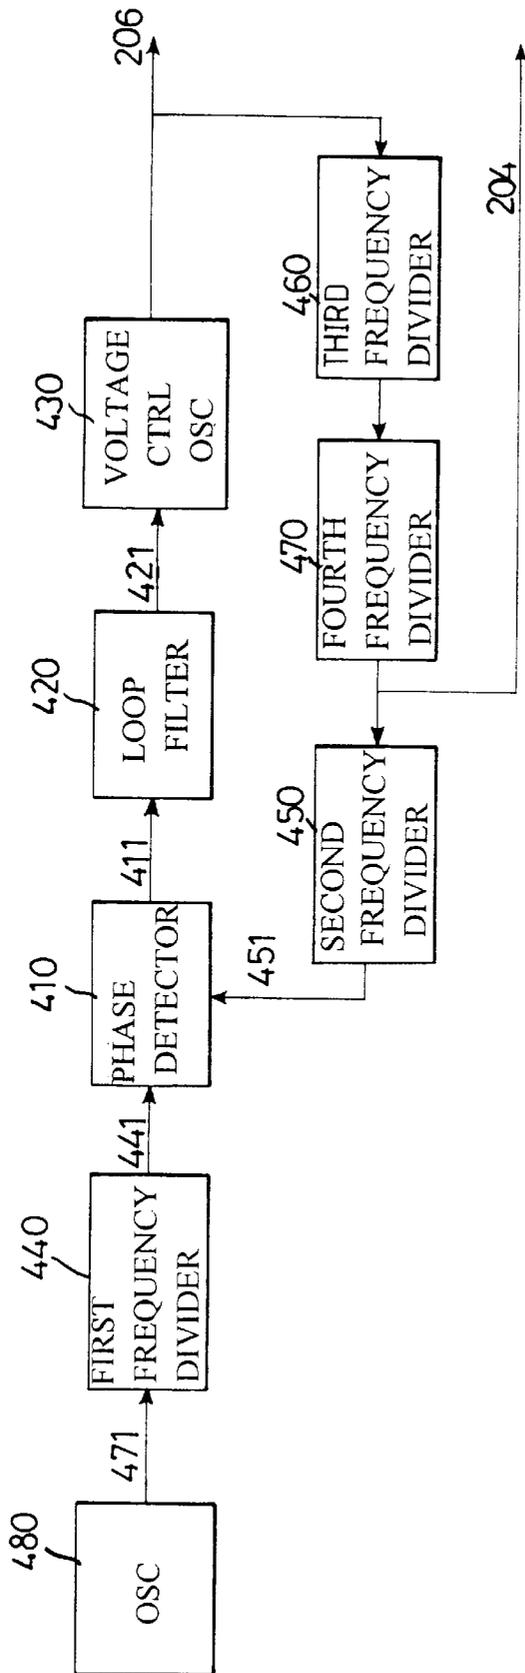 480
OSC
471
440
FIRST
FREQUENCY
DIVIDER
441
410
PHASE
DETECTOR
411
420
LOOP
FILTER
421
430
VOLTAGE
CTRL
OSC
206
451
450
SECOND
FREQUENCY
DIVIDER
470
FOURTH
FREQUENCY
DIVIDER
460
THIRD
FREQUENCY
DIVIDER
204